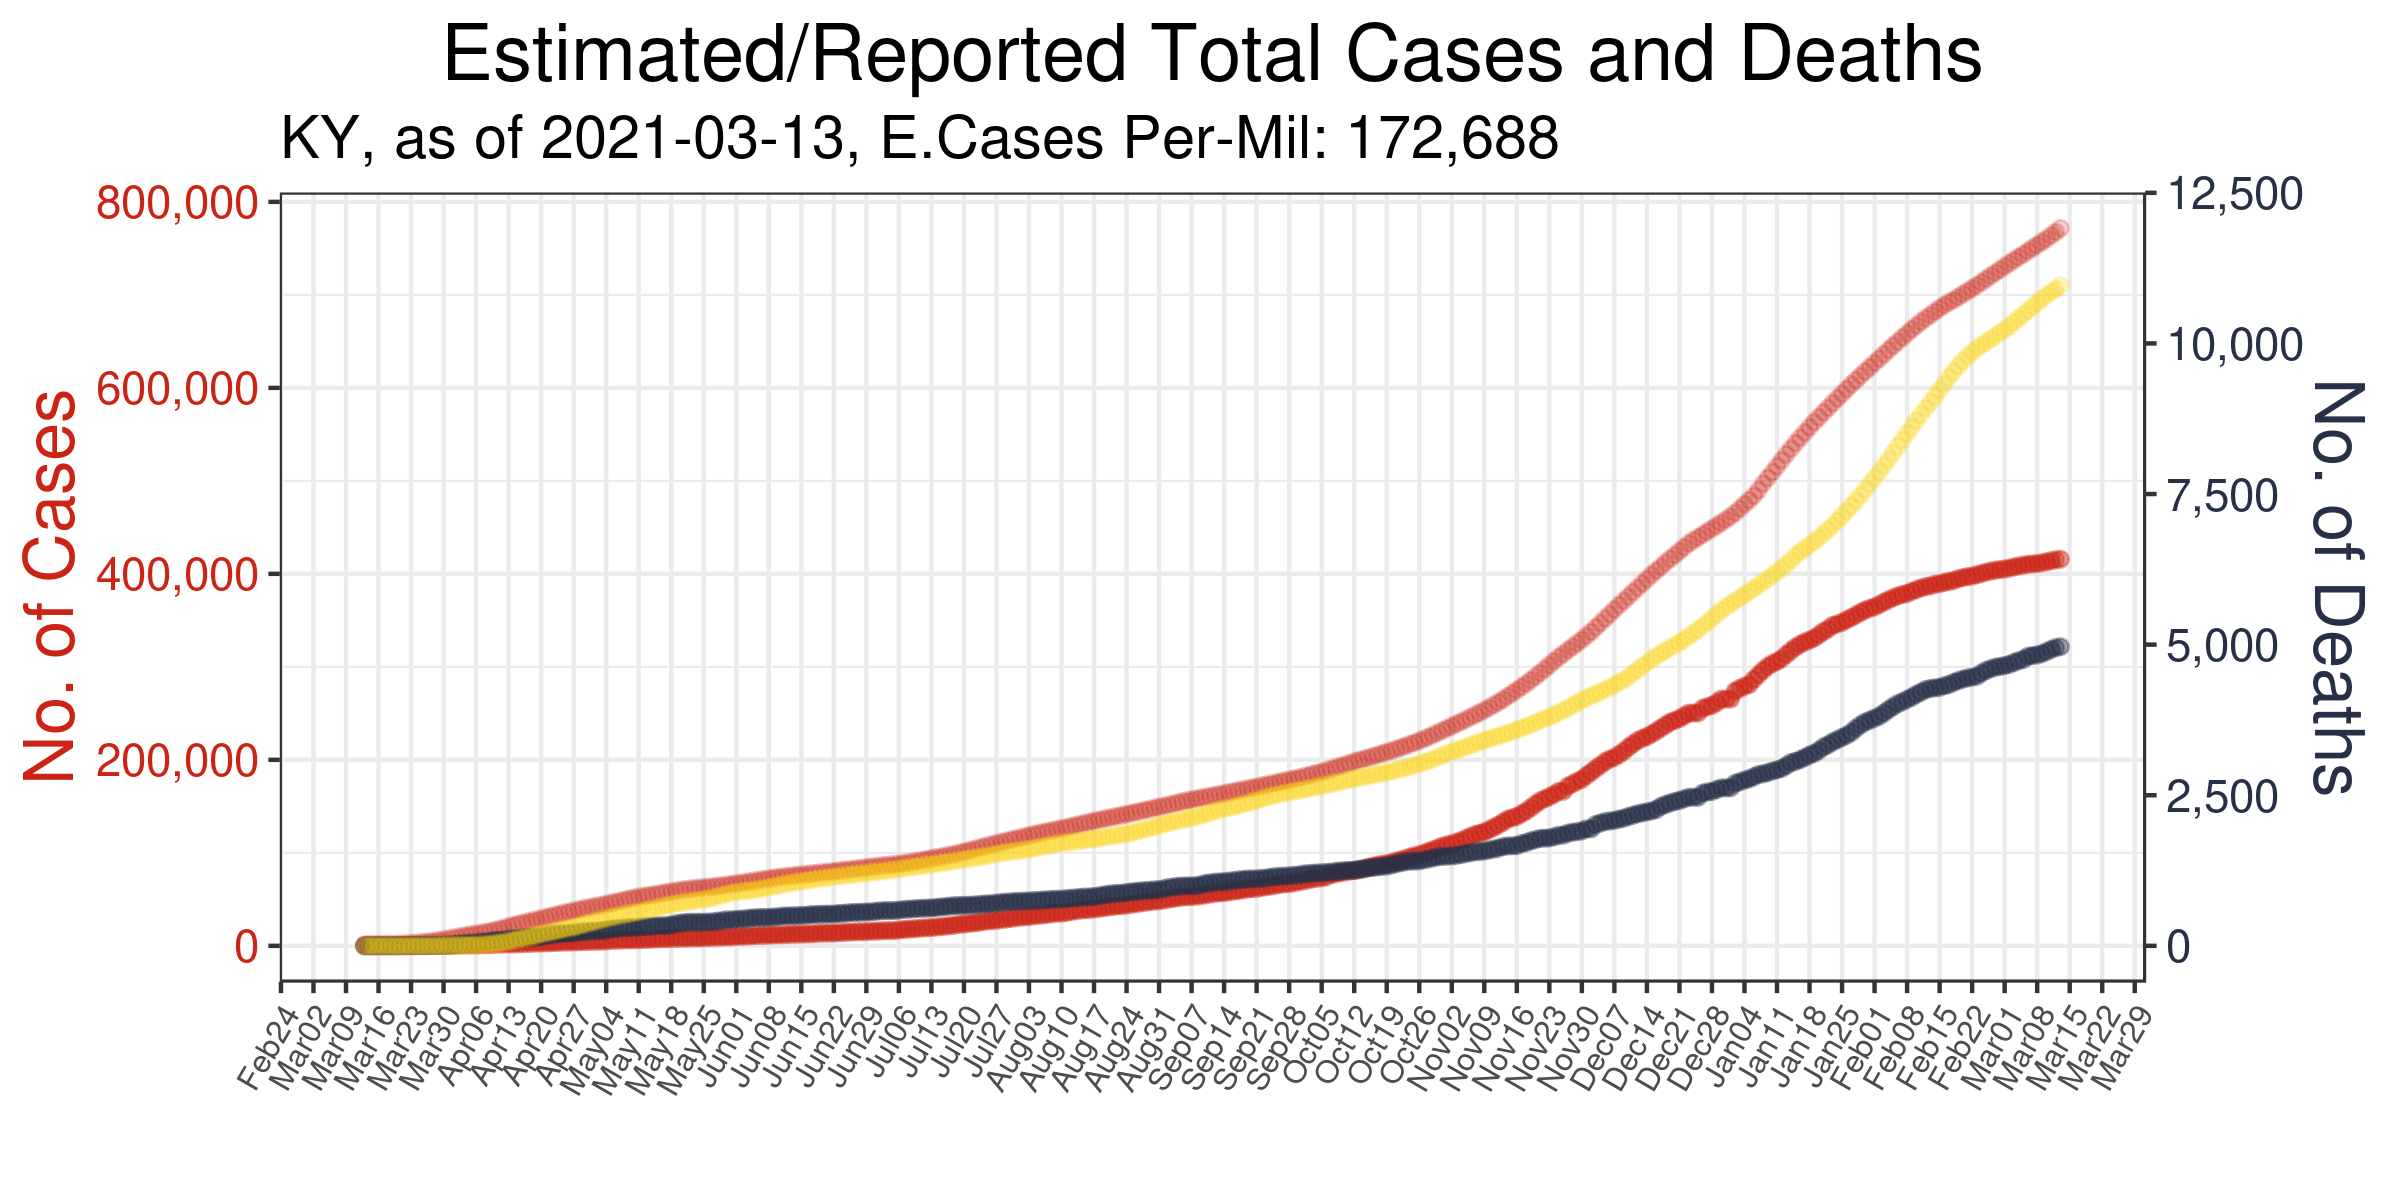 Estimated/Reported Total Cases and Deaths
KY, as of 2021-03-13, E.Cases Per-Mil: 172,688
No. of Cases
800,000
600,000
400,000
200,000
0
12,500
10,000
7,500
5,000
2,500
0
No. of Deaths
Feb24
Mar02
Mar09
Mar16
Mar23
Mar30
Apr06
Apr13
Apr20
Apr27
May04
May11
May18
May25
Jun01
Jun08
Jun15
Jun22
Jun29
Jul06
Jul13
Jul20
Jul27
Aug03
Aug10
Aug17
Aug24
Aug31
Sep07
Sep14
Sep21
Sep28
Oct05
Oct12
Oct19
Oct26
Nov02
Nov09
Nov16
Nov23
Nov30
Dec07
Dec14
Dec21
Dec28
Jan04
Jan11
Jan18
Jan25
Feb01
Feb08
Feb15
Feb22
Mar01
Mar08
Mar15
Mar22
Mar29